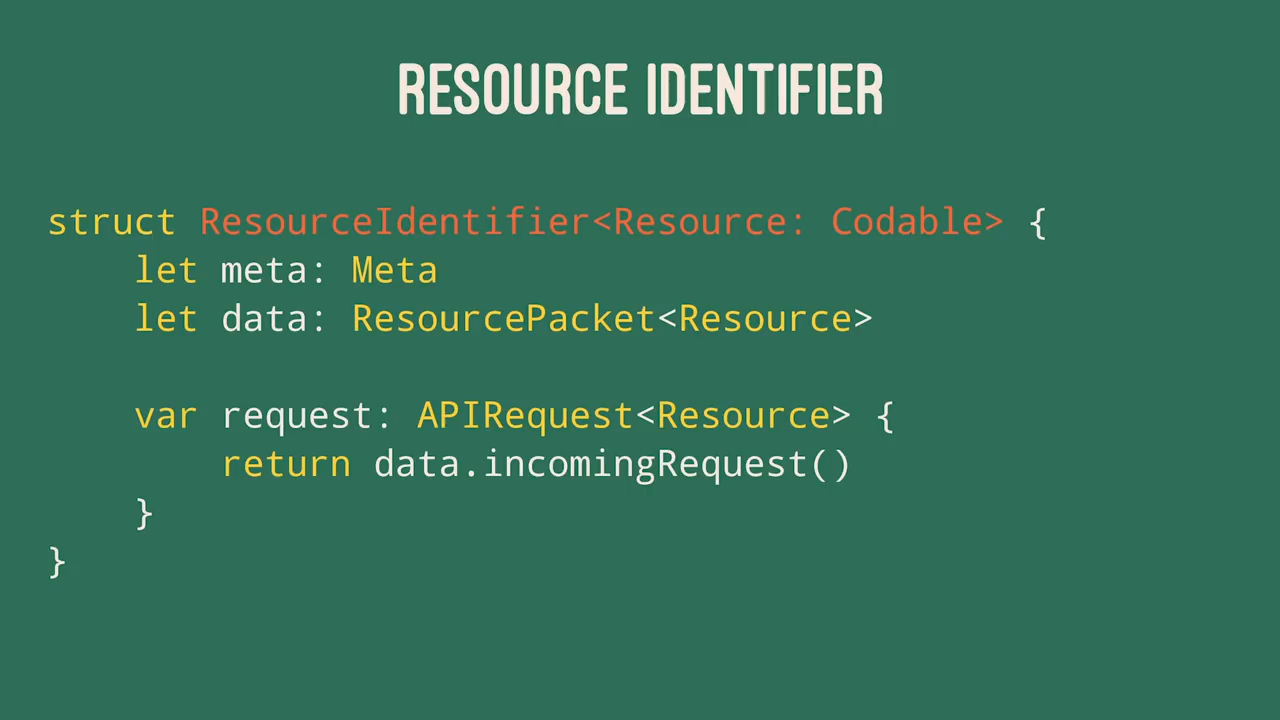 RESOURCE IDENTIFIER
struct ResourceIdentifier<Resource: Codable> {
    let meta: Meta
    let data: ResourcePacket<Resource>
    var request: APIRequest<Resource> {
        return data.incomingRequest()
    }
}